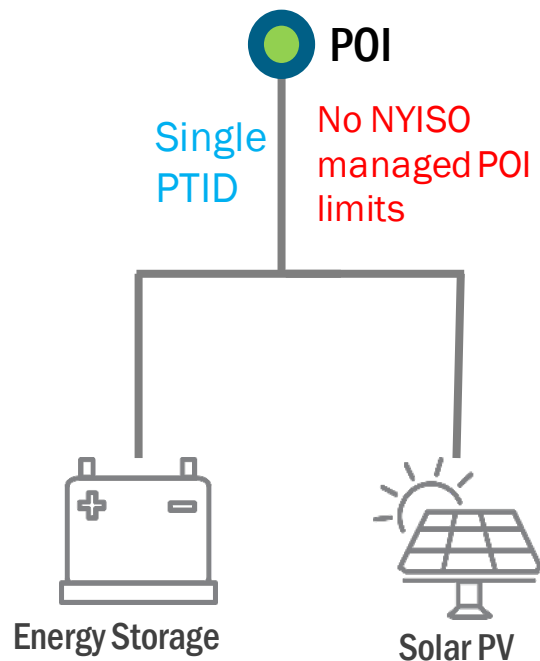 POI
Single
PTID
No NYISO
managed POI
limits
Energy Storage
Solar PV